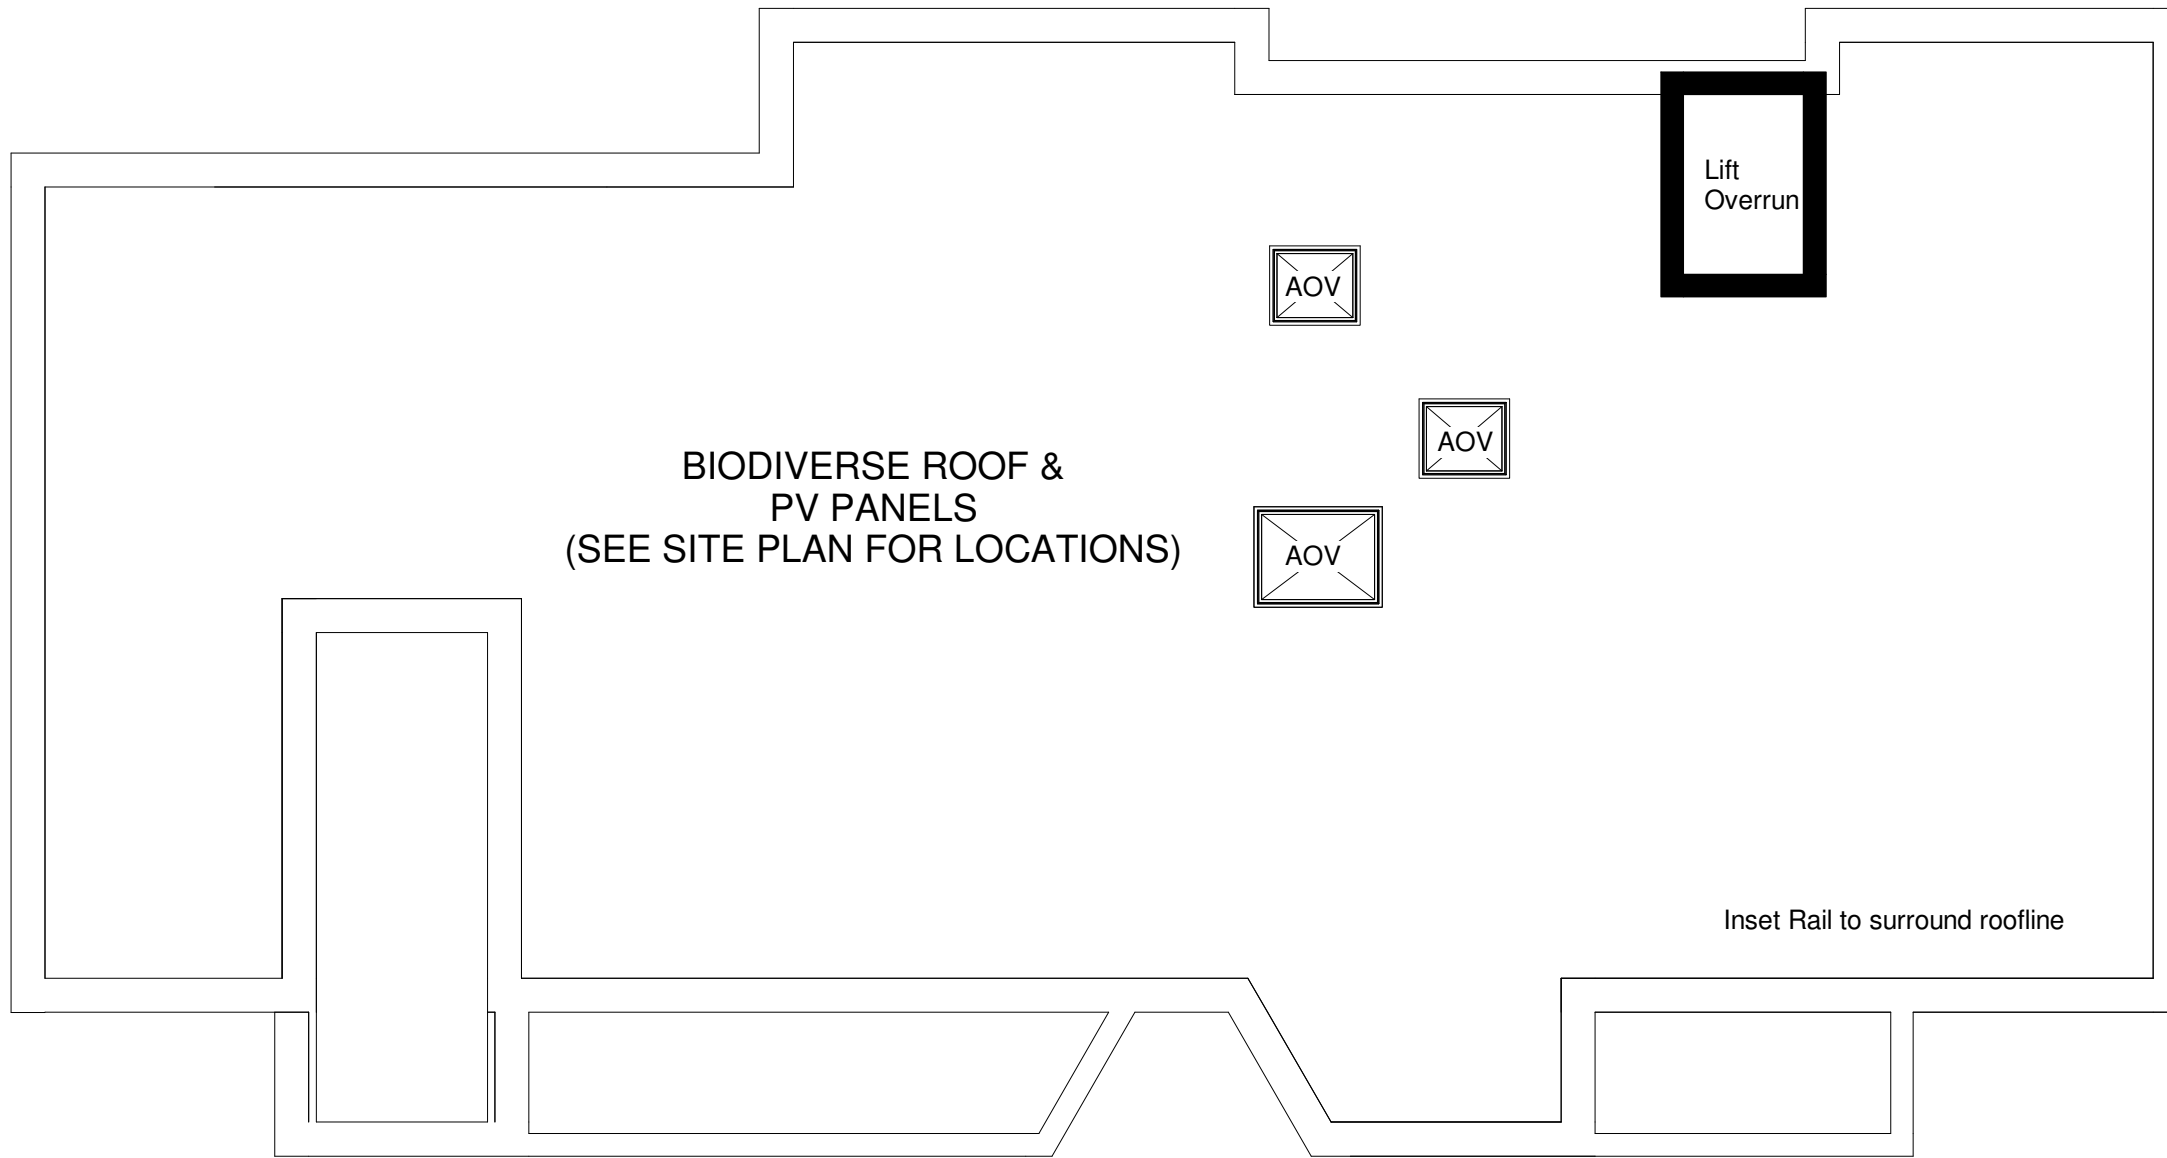 Lift
Overrun
AOV
AOV
BIODIVERSE ROOF &
PV PANELS
(SEE SITE PLAN FOR LOCATIONS)
AOV
Inset Rail to surround roofline